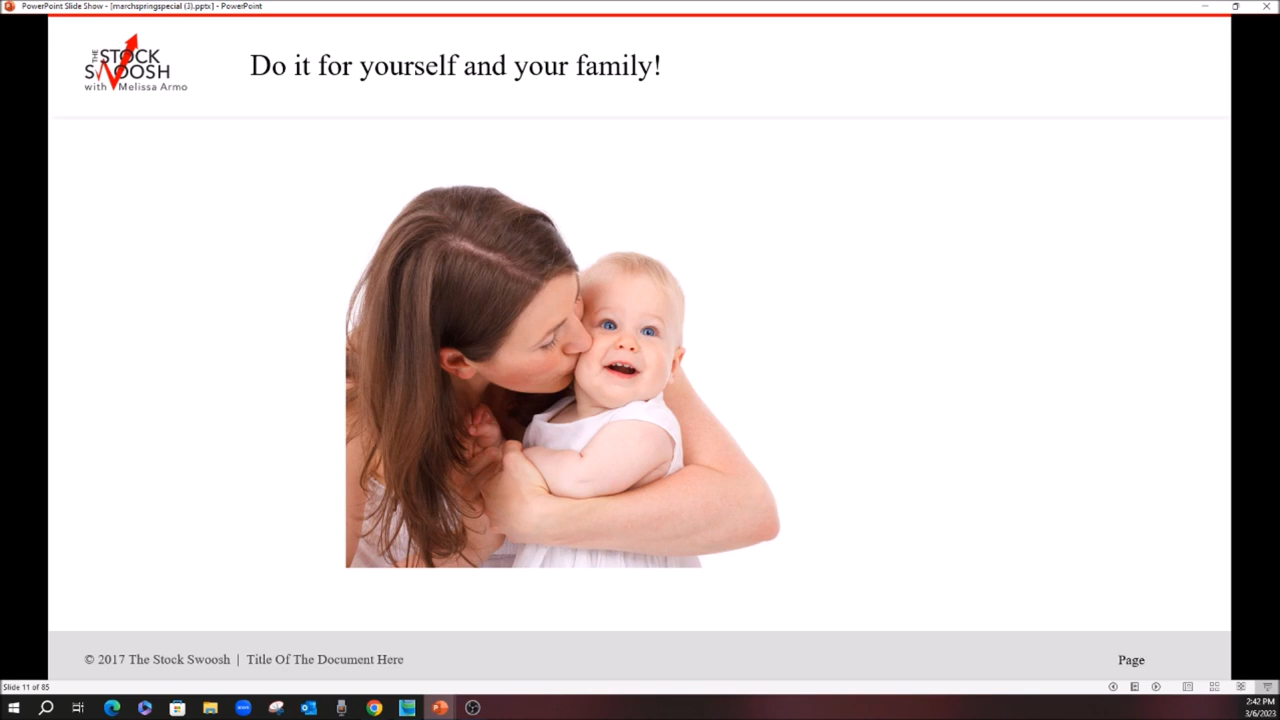 PowerPoint Slide Show - [marchspringspecial (3).pptx] - PowerPoint
THE STOCK SWOOSH
with Melissa Armo
Do it for yourself and your family!
© 2017 The Stock Swoosh | Title Of The Document Here
Page
Slide 11 of 85
2:42 PM
3/6/2023